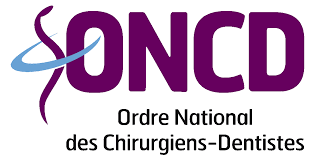 ONCD
Ordre National
des Chirurgiens-Dentistes